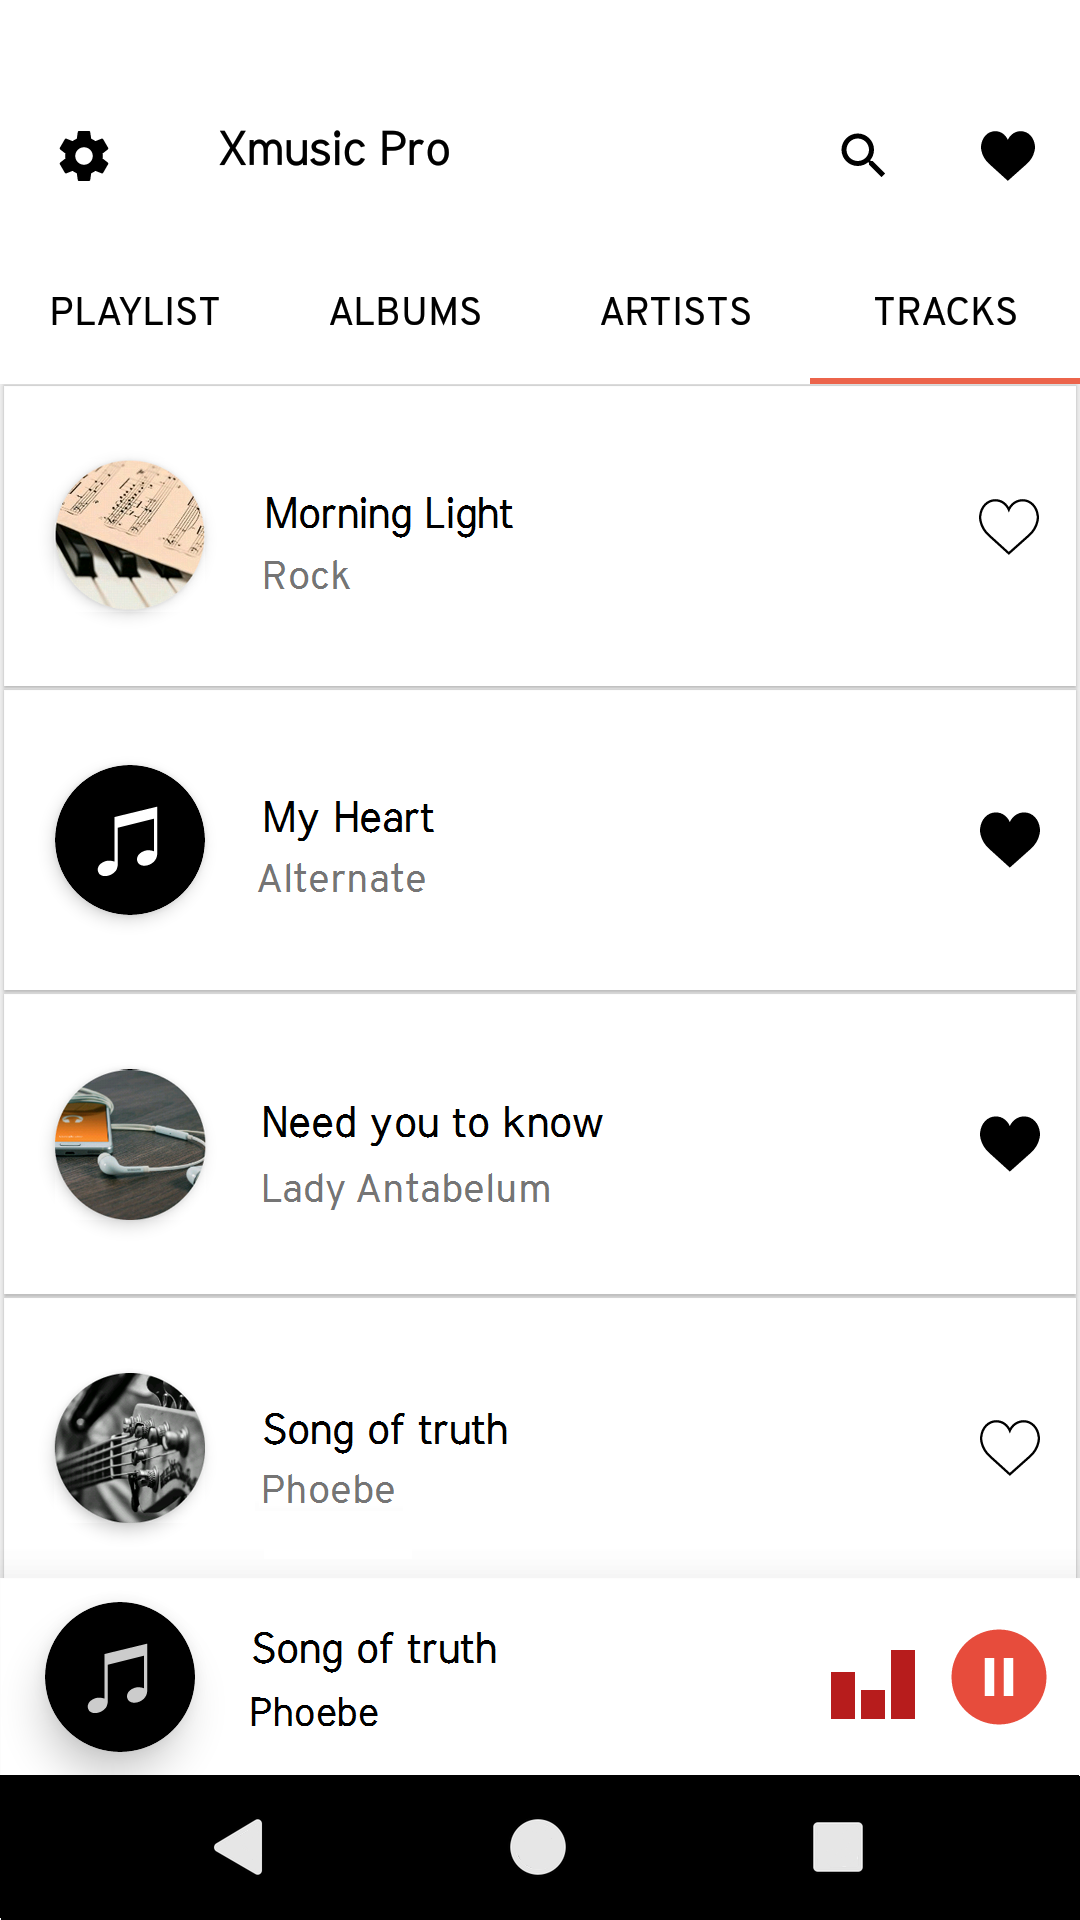 Xmusic Pro
PLAYLIST ALBUMS ARTISTS TRACKS
Morning Light
Rock
My Heart
Alternate
Need you to know
Lady Antabelum
Song of truth
Phoebe
Song of truth
Phoebe